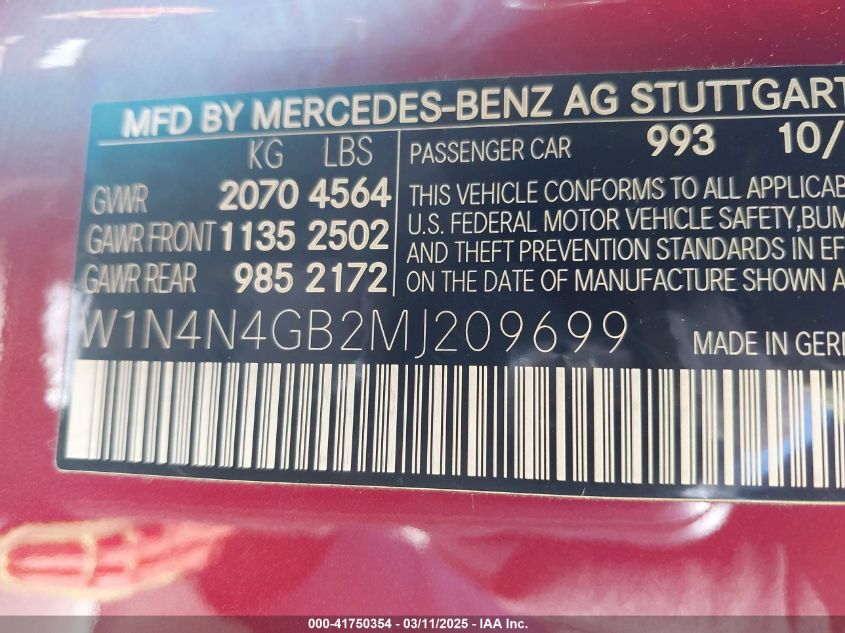 MFD BY MERCEDES-BENZ AG STUTTGART
KG LBS
GVWR 2070 4564
GAWR FRONT 1135 2502
GAWR REAR 985 2172
PASSENGER CAR 993 10/
THIS VEHICLE CONFORMS TO ALL APPLICAB
U.S. FEDERAL MOTOR VEHICLE SAFETY, BUM
AND THEFT PREVENTION STANDARDS IN EF
ON THE DATE OF MANUFACTURE SHOWN A
W1N4N4GB2MJ209699
MADE IN GER
000-41750354 - 03/11/2025 - IAA Inc.